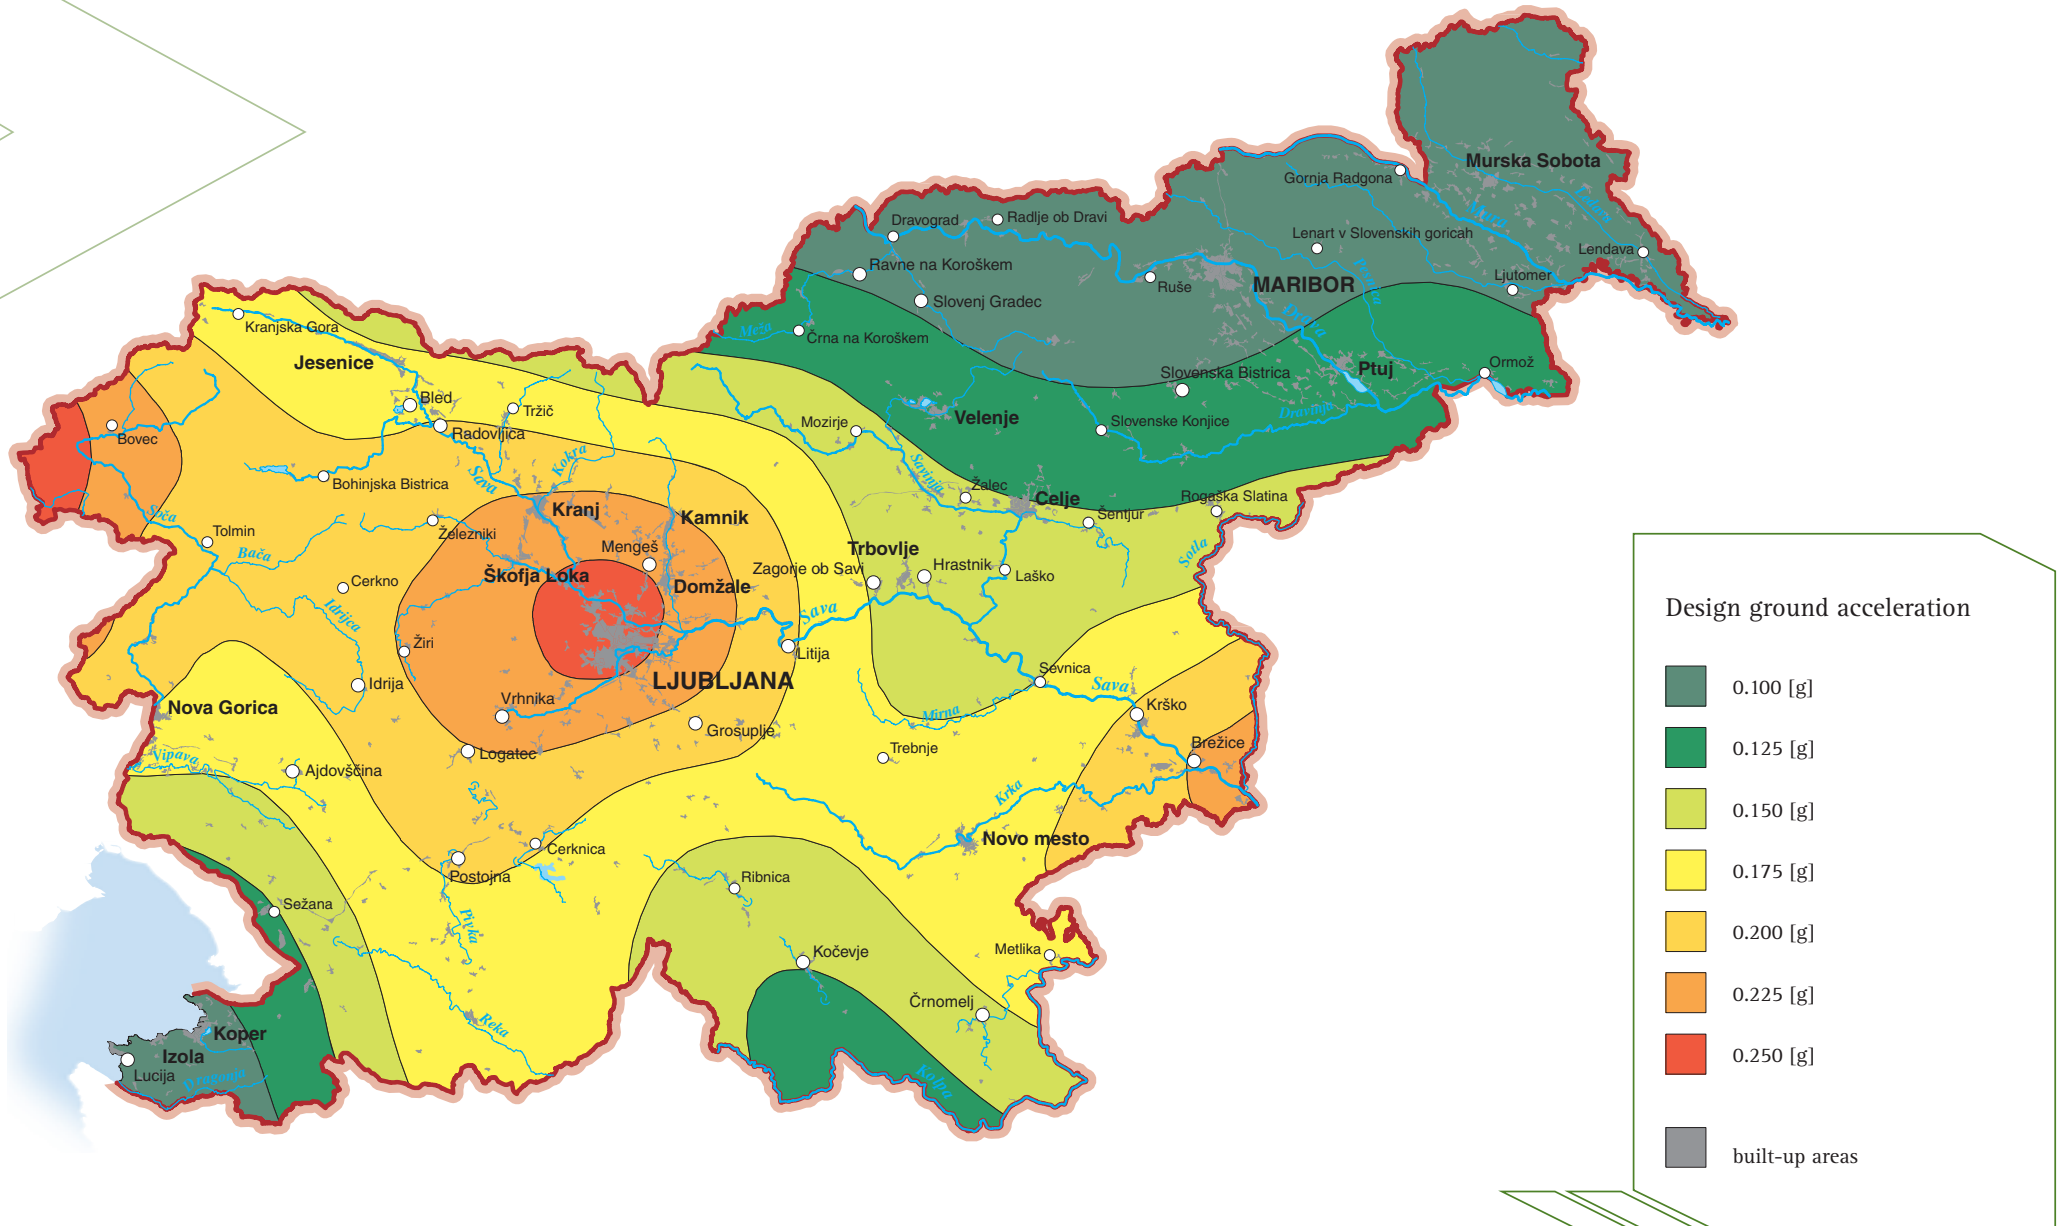 Murska Sobota
Gornja Radgona
Mura
Ledava
Dravograd
Radlje ob Dravi
Lenart v Slovenskih goricah
Lendava
Ravne na Koroškem
Pesnica
Ljutomer
Ruše
MARIBOR
Slovenj Gradec
Drava
Kranjska Gora
Meža
Črna na Koroškem
Jesenice
Slovenska Bistrica
Ptuj
Ormož
Bled
Tržič
Mozirje
Velenje
Slovenske Konjice
Dravinja
Bovec
Radovljica
Kokra
Savinja
Bohinjska Bistrica
Sava
Žalec
Celje
Rogaška Slatina
Soča
Kranj
Kamnik
Šentjur
Tolmin
Železniki
Mengeš
Trbovlje
Sotla
Bača
Cerkno
Škofja Loka
Domžale
Zagorje ob Savi
Hrastnik
Laško
Idrijca
Sava
Žiri
Litija
Idrija
LJUBLJANA
Sevnica
Sava
Vrhnika
Nova Gorica
Mirna
Krško
Grosuplje
Logatec
Trebnje
Brežice
Vipava
Ajdovščina
Krka
Novo mesto
Cerknica
Postojna
Ribnica
Sežana
Pivka
Kočevje
Metlika
Črnomelj
Reka
Koper
Izola
Lucija
Dragonja
Kolpa
Design ground acceleration
0.100 [g]
0.125 [g]
0.150 [g]
0.175 [g]
0.200 [g]
0.225 [g]
0.250 [g]
built-up areas